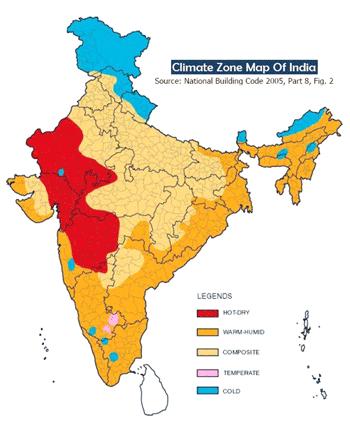 Climate Zone Map Of India
Source: National Building Code 2005, Part 8, Fig. 2
LEGENDS
HOT-DRY
WARM-HUMID
COMPOSITE
TEMPERATE
COLD